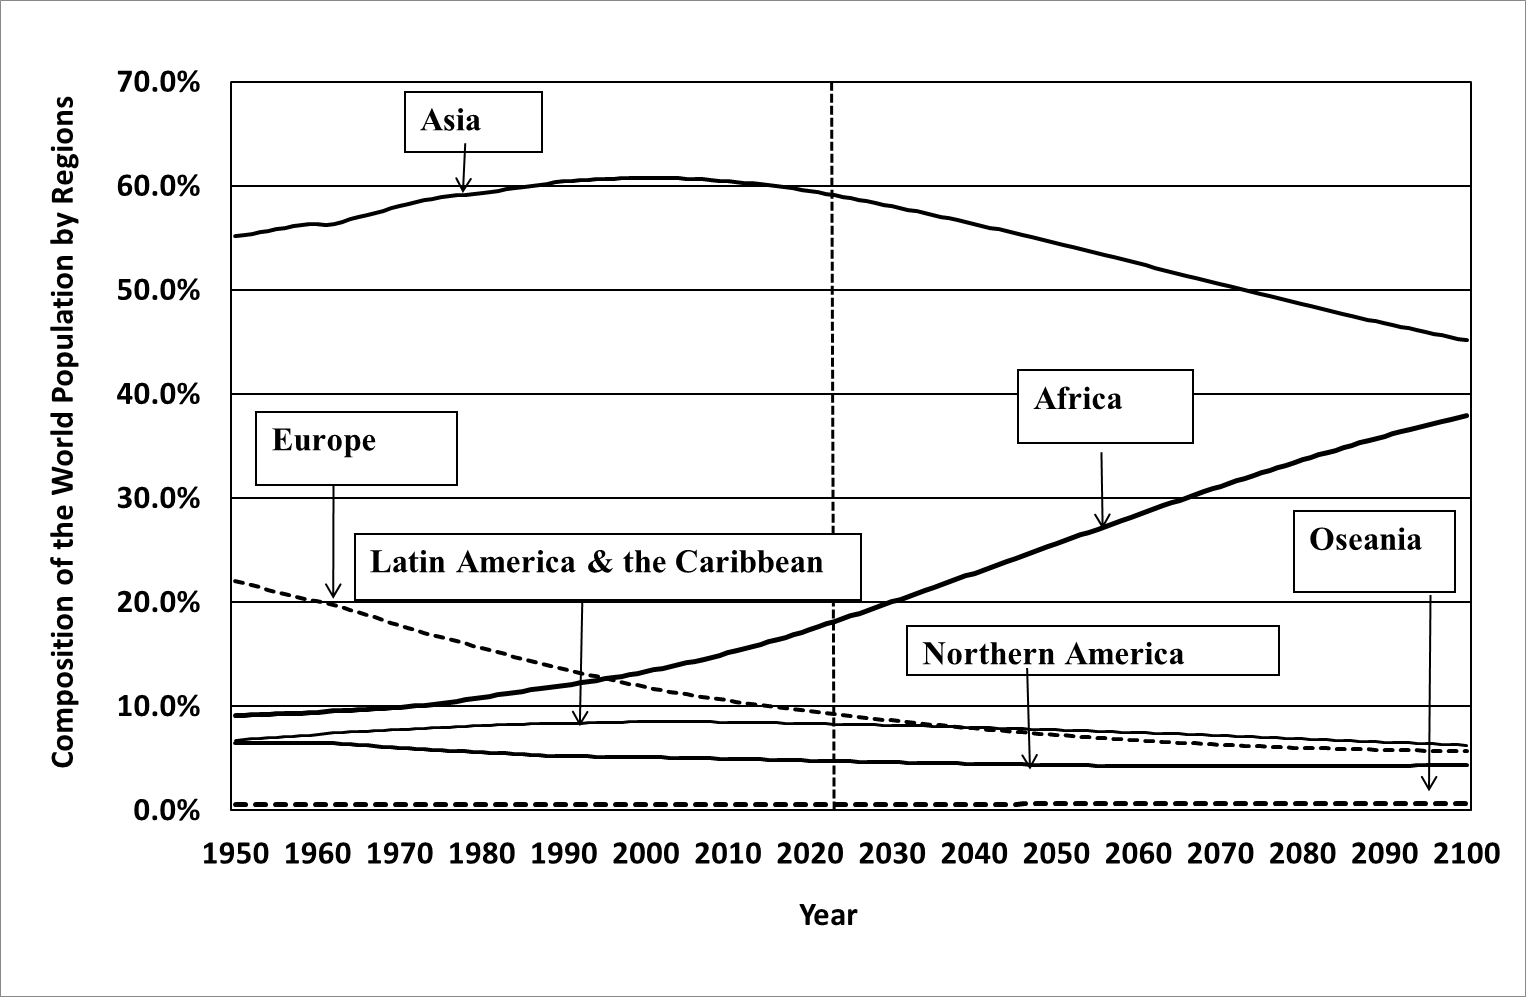 Composition of the World Population by Regions
70.0%
60.0%
50.0%
40.0%
30.0%
20.0%
10.0%
0.0%
Asia
Africa
Europe
Oseania
Latin America & the Caribbean
Northern America
1950 1960 1970 1980 1990 2000 2010 2020 2030 2040 2050 2060 2070 2080 2090 2100
Year